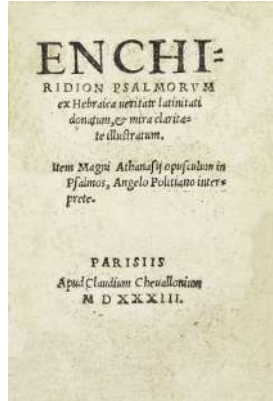 ENCHI=
RIDION PSALMORVM
ex Hebraica ueritate latinitati
donatum, & mira clarita=
te illustratum.
Item Magni Athanasij opusculum in
Psalmos, Angelo Politiano inter=
prete.
PARISIIS
Apud Claudium Cheuallonium
M D XXXIII.